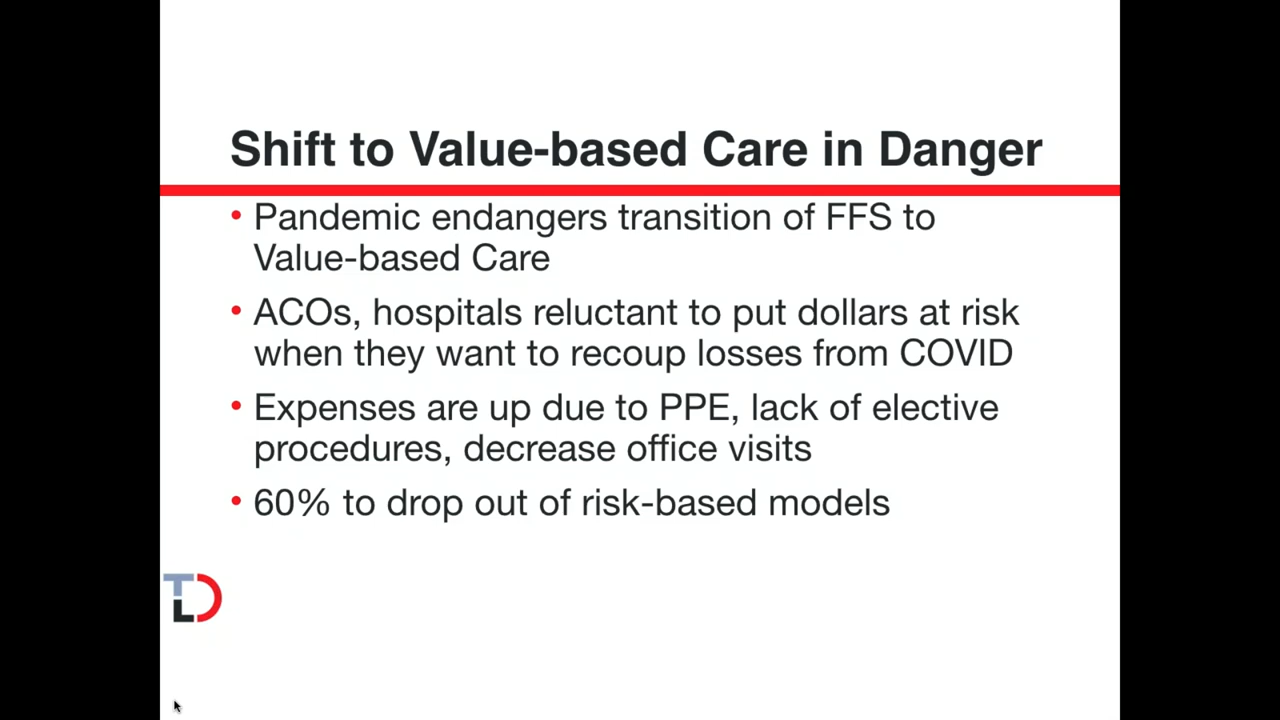 Shift to Value-based Care in Danger
• Pandemic endangers transition of FFS to
Value-based Care
• ACOs, hospitals reluctant to put dollars at risk
when they want to recoup losses from COVID
• Expenses are up due to PPE, lack of elective
procedures, decrease office visits
• 60% to drop out of risk-based models
TLD